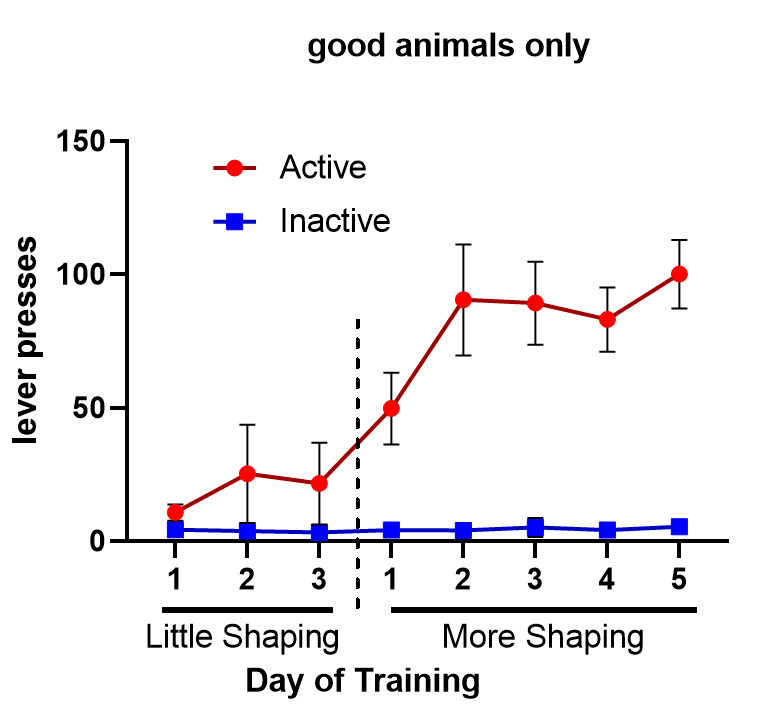 good animals only
150
100
50
0
lever presses
Active
Inactive
1 2 3 1 2 3 4 5
Little Shaping More Shaping
Day of Training